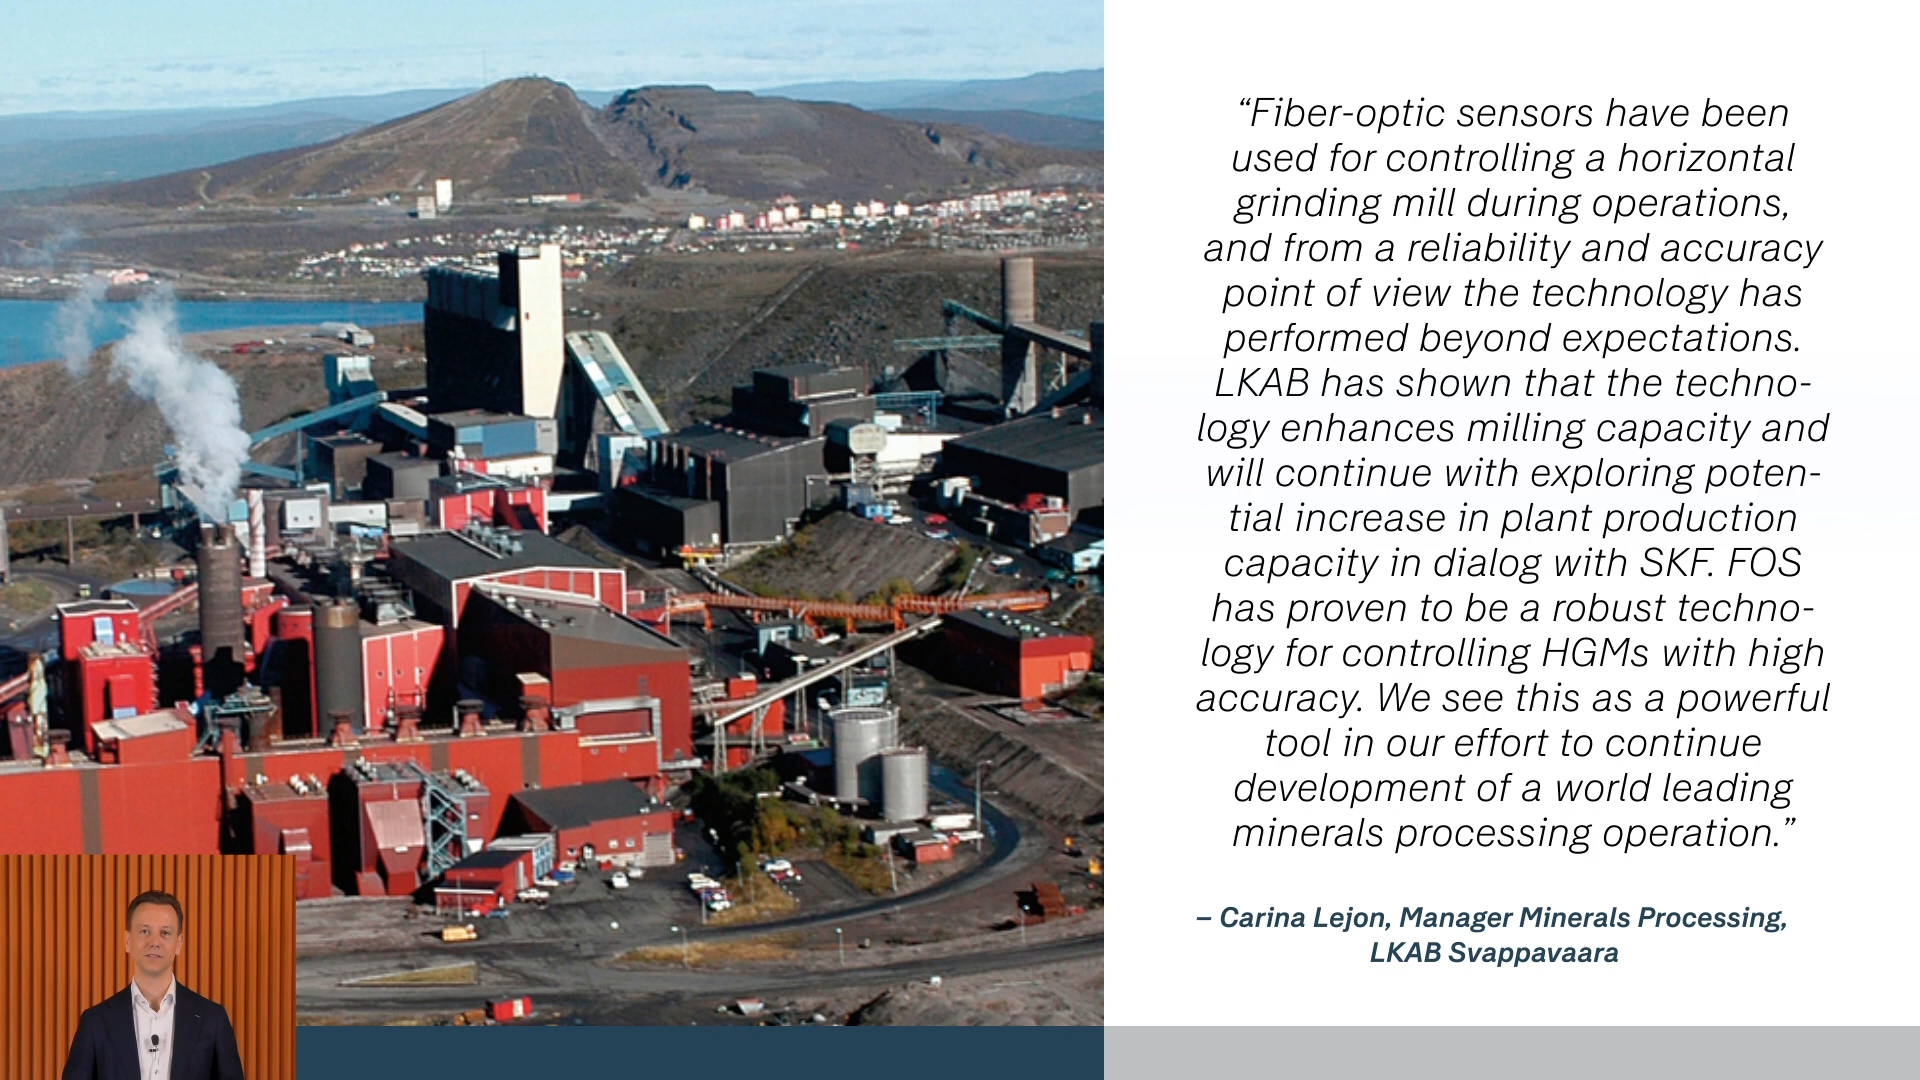 “Fiber-optic sensors have been
used for controlling a horizontal
grinding mill during operations,
and from a reliability and accuracy
point of view the technology has
performed beyond expectations.
LKAB has shown that the techno-
logy enhances milling capacity and
will continue with exploring poten-
tial increase in plant production
capacity in dialog with SKF. FOS
has proven to be a robust techno-
logy for controlling HGMs with high
accuracy. We see this as a powerful
tool in our effort to continue
development of a world leading
minerals processing operation.”
– Carina Lejon, Manager Minerals Processing,
LKAB Svappavaara